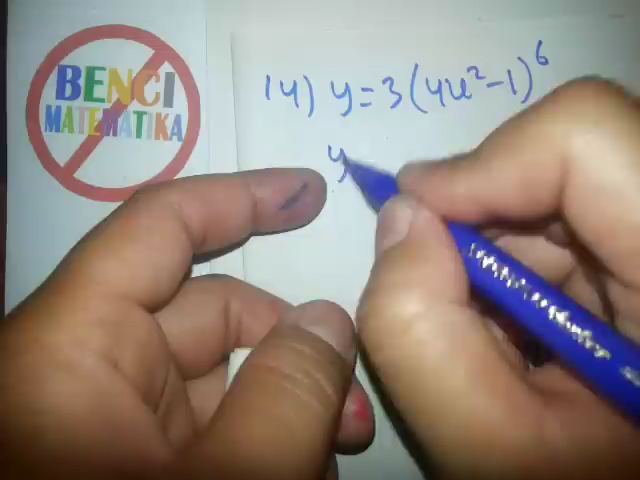 BENCI
MATEMATIKA
14) y = 3(4u² - 1)⁶
y